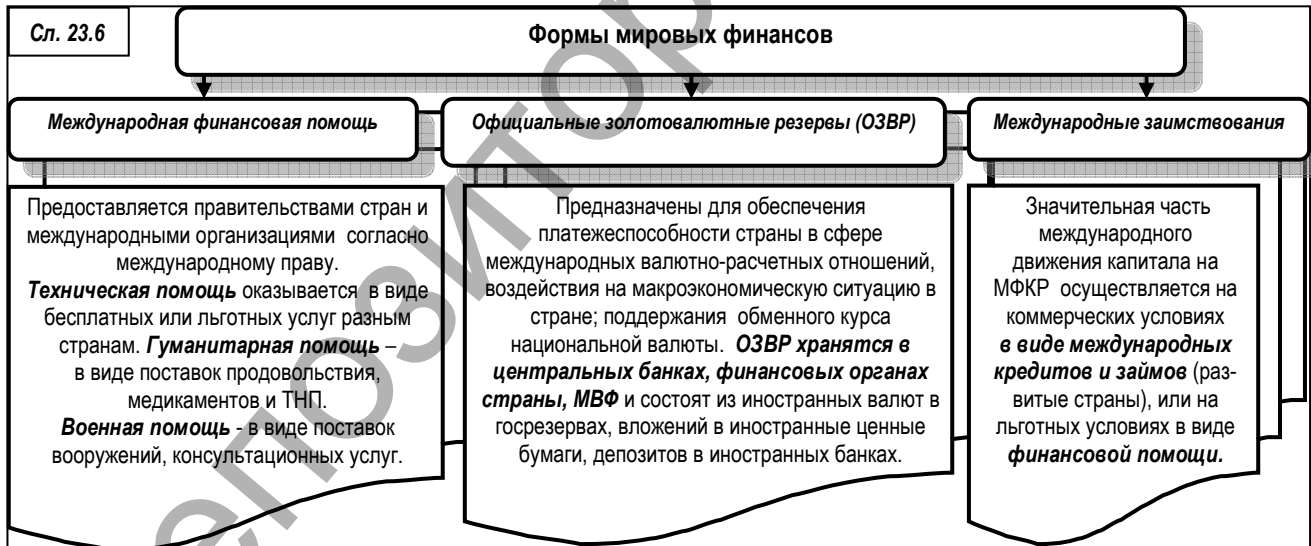 Сл. 23.6
Формы мировых финансов
Международная финансовая помощь
Официальные золотовалютные резервы (ОЗВР)
Международные заимствования
Предоставляется правительствами стран и
международными организациями согласно
международному праву.
Техническая помощь оказывается в виде
бесплатных или льготных услуг разным
странам. Гуманитарная помощь –
в виде поставок продовольствия,
медикаментов и ТНП.
Военная помощь - в виде поставок
вооружений, консультационных услуг.
Предназначены для обеспечения
платежеспособности страны в сфере
международных валютно-расчетных отношений,
воздействия на макроэкономическую ситуацию в
стране; поддержания обменного курса
национальной валюты. ОЗВР хранятся в
центральных банках, финансовых органах
страны, МВФ и состоят из иностранных валют в
госрезервах, вложений в иностранные ценные
бумаги, депозитов в иностранных банках.
Значительная часть
международного
движения капитала на
МФКР осуществляется на
коммерческих условиях
в виде международных
кредитов и займов (раз-
витые страны), или на
льготных условиях в виде
финансовой помощи.